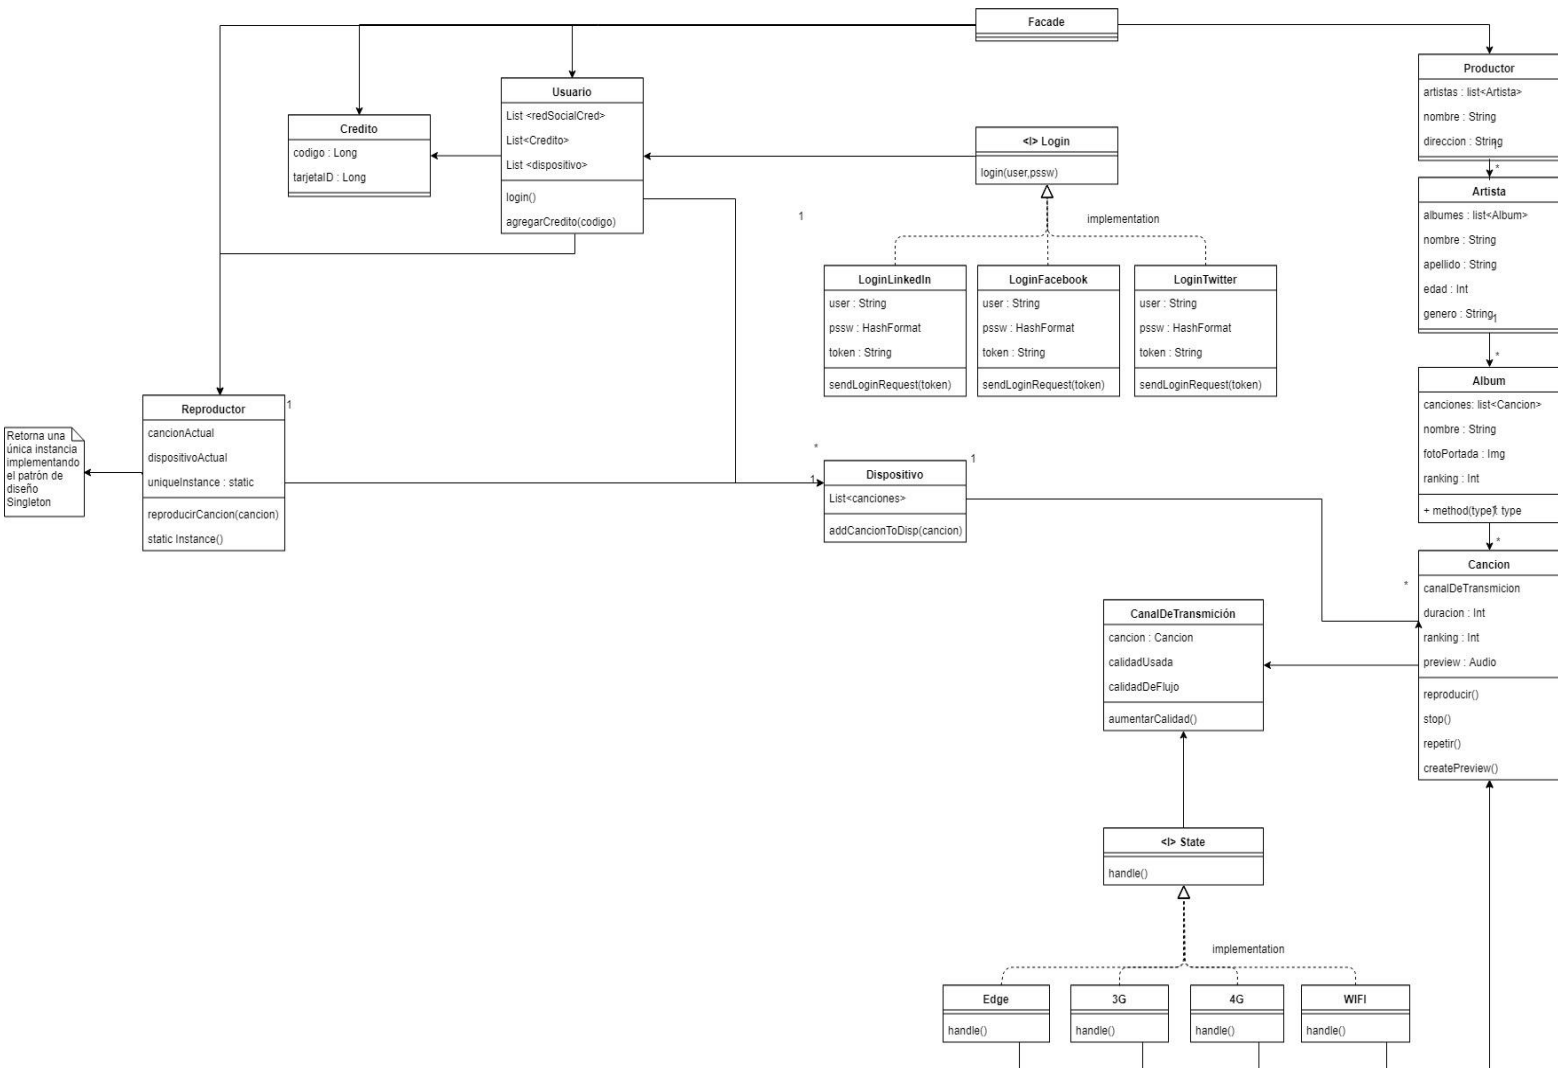 Facade
Productor
artistas : list<Artista>
nombre : String
direccion : String
1
*
Usuario
List <redSocialCred>
List<Credito>
List <dispositivo>
login()
agregarCredito(codigo)
Credito
codigo : Long
tarjetaID : Long
<I> Login
login(user,pssw)
implementation
1
Artista
albumes : list<Album>
nombre : String
apellido : String
edad : Int
genero : String
1
*
LoginLinkedIn
user : String
pssw : HashFormat
token : String
sendLoginRequest(token)
LoginFacebook
user : String
pssw : HashFormat
token : String
sendLoginRequest(token)
LoginTwitter
user : String
pssw : HashFormat
token : String
sendLoginRequest(token)
Album
canciones: list<Cancion>
nombre : String
fotoPortada : Img
ranking : Int
+ method(type): type
1
*
Retorna una
única instancia
implementando
el patrón de
diseño
Singleton
Reproductor
1
cancionActual
dispositivoActual
uniqueInstance : static
reproducirCancion(cancion)
static Instance()
*
1
Dispositivo
1
List<canciones>
addCancionToDisp(cancion)
*
Cancion
canalDeTransmicion
duracion : Int
ranking : Int
preview : Audio
reproducir()
stop()
repetir()
createPreview()
CanalDeTransmición
cancion : Cancion
calidadUsada
calidadDeFlujo
aumentarCalidad()
<I> State
handle()
implementation
Edge
handle()
3G
handle()
4G
handle()
WIFI
handle()